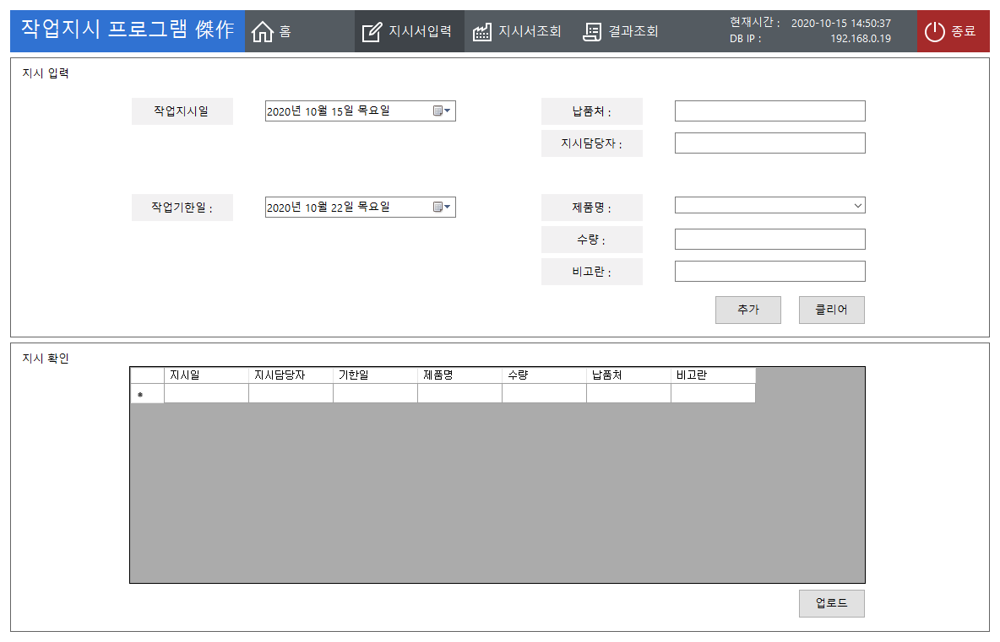 작업지시 프로그램 傑作
홈
지시서입력
지시서조회
결과조회
현재시간 : 2020-10-15 14:50:37
DB IP : 192.168.0.19
종료
지시 입력
작업지시일 2020년 10월 15일 목요일
납품처 :
지시담당자 :
작업기한일 : 2020년 10월 22일 목요일
제품명 :
수량 :
비고란 :
추가 클리어
지시 확인
지시일 지시담당자 기한일 제품명 수량 납품처 비고란
업로드